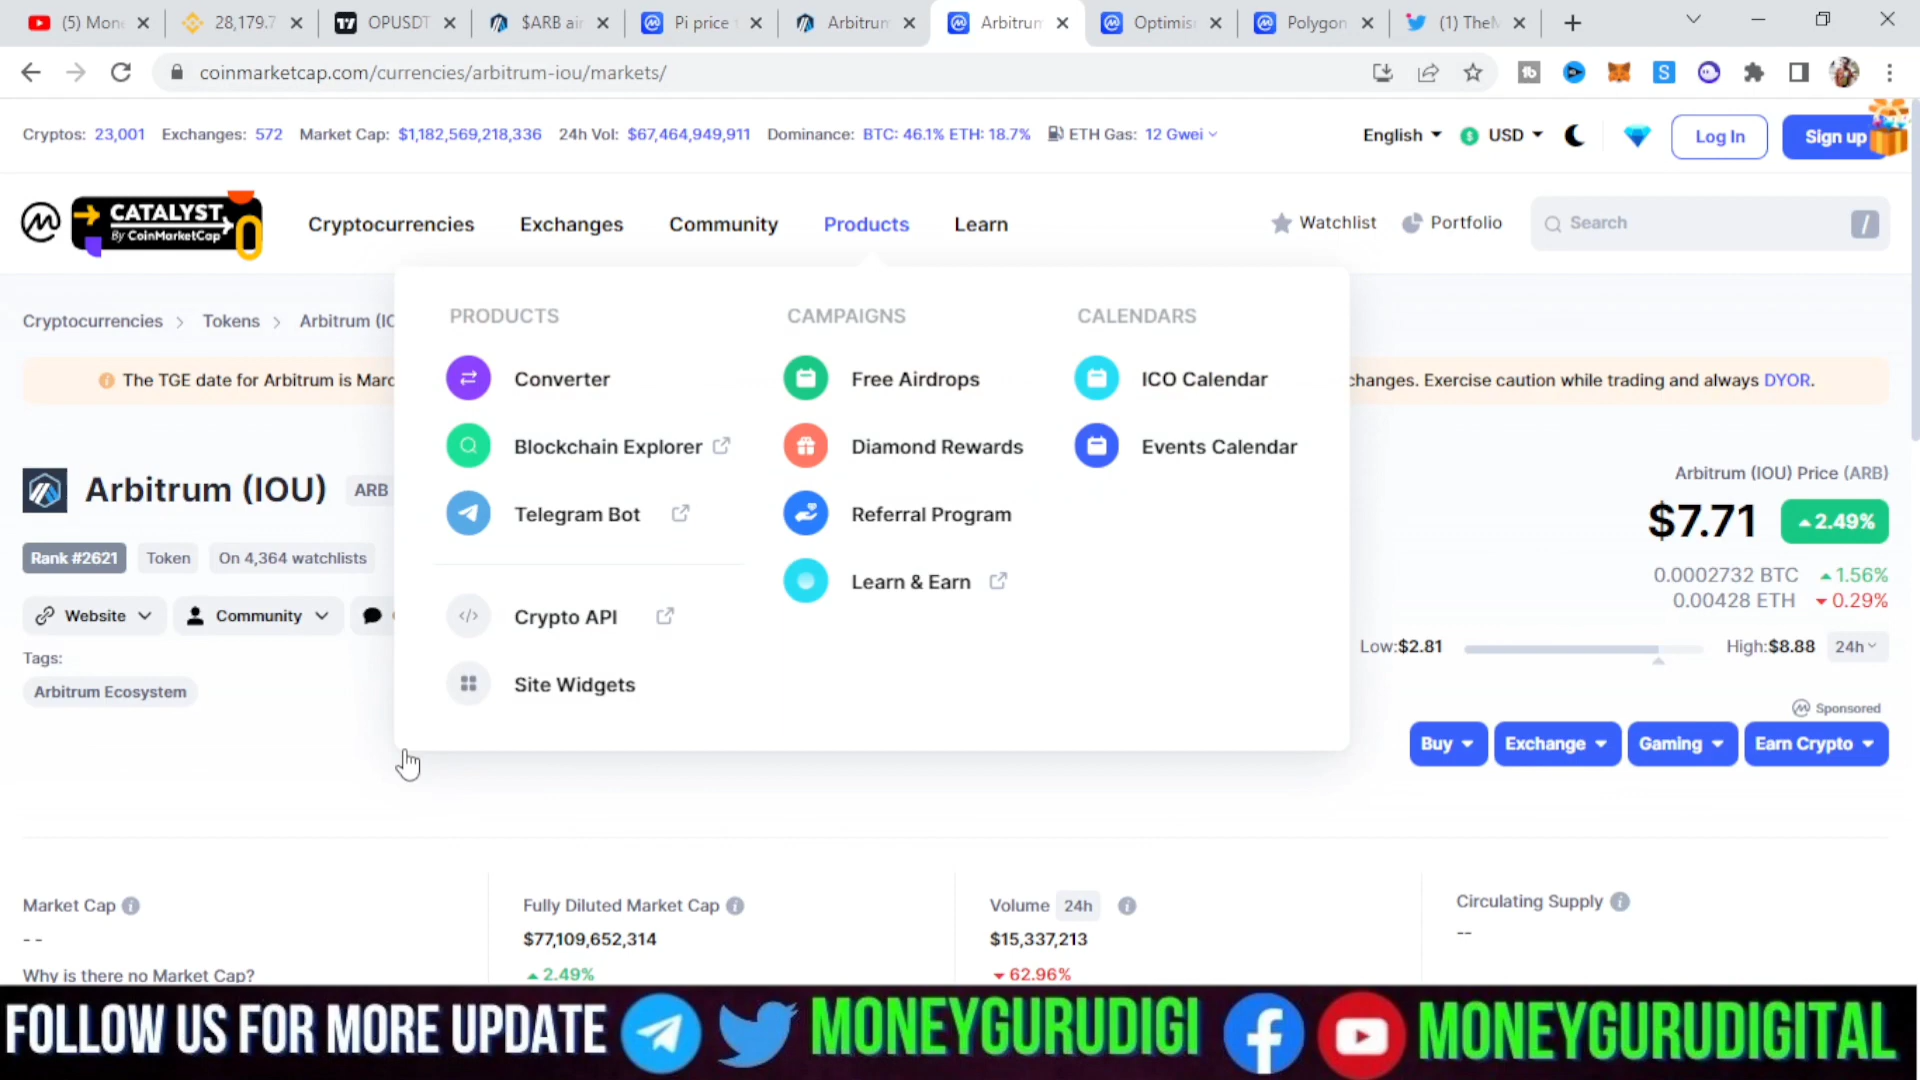 (5) Mon
28,179.7
OPUSDT
$ARB air
Pi price
Arbitrum
Arbitrum
Optimis
Polygon
(1) TheM
coinmarketcap.com/currencies/arbitrum-iou/markets/
Cryptos: 23,001 Exchanges: 572 Market Cap: $1,182,569,218,336 24h Vol: $67,464,949,911 Dominance: BTC: 46.1% ETH: 18.7% ETH Gas: 12 Gwei
English USD Log In Sign up
CATALYST
By CoinMarketCap
Cryptocurrencies Exchanges Community Products Learn
Watchlist Portfolio Search /
Cryptocurrencies > Tokens > Arbitrum (IO
The TGE date for Arbitrum is Marc
changes. Exercise caution while trading and always DYOR.
PRODUCTS
Converter
Blockchain Explorer
Telegram Bot
Crypto API
Site Widgets
CAMPAIGNS
Free Airdrops
Diamond Rewards
Referral Program
Learn & Earn
CALENDARS
ICO Calendar
Events Calendar
Arbitrum (IOU) ARB
Rank #2621 Token On 4,364 watchlists
Website Community
Tags:
Arbitrum Ecosystem
Arbitrum (IOU) Price (ARB)
$7.71 2.49%
0.0002732 BTC 1.56%
0.00428 ETH 0.29%
Low:$2.81 High:$8.88 24h
Sponsored
Buy Exchange Gaming Earn Crypto
Market Cap
- -
Why is there no Market Cap?
Fully Diluted Market Cap
$77,109,652,314
2.49%
Volume 24h
$15,337,213
62.96%
Circulating Supply
--
FOLLOW US FOR MORE UPDATE MONEYGURUDIGI MONEYGURUDIGITAL